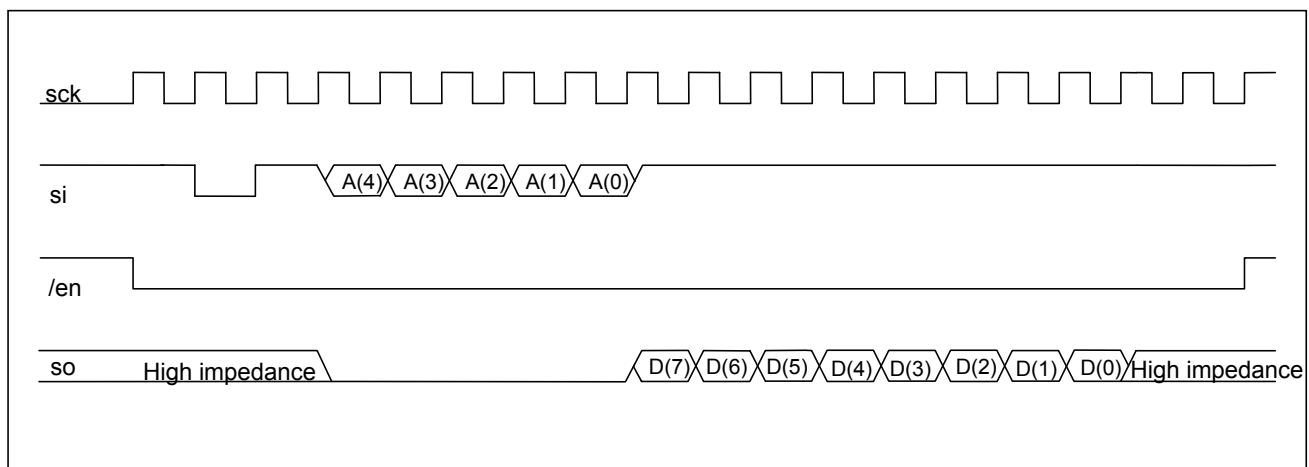 sck
si
A(4) A(3) A(2) A(1) A(0)
/en
so
High impedance
D(7) D(6) D(5) D(4) D(3) D(2) D(1) D(0)
High impedance